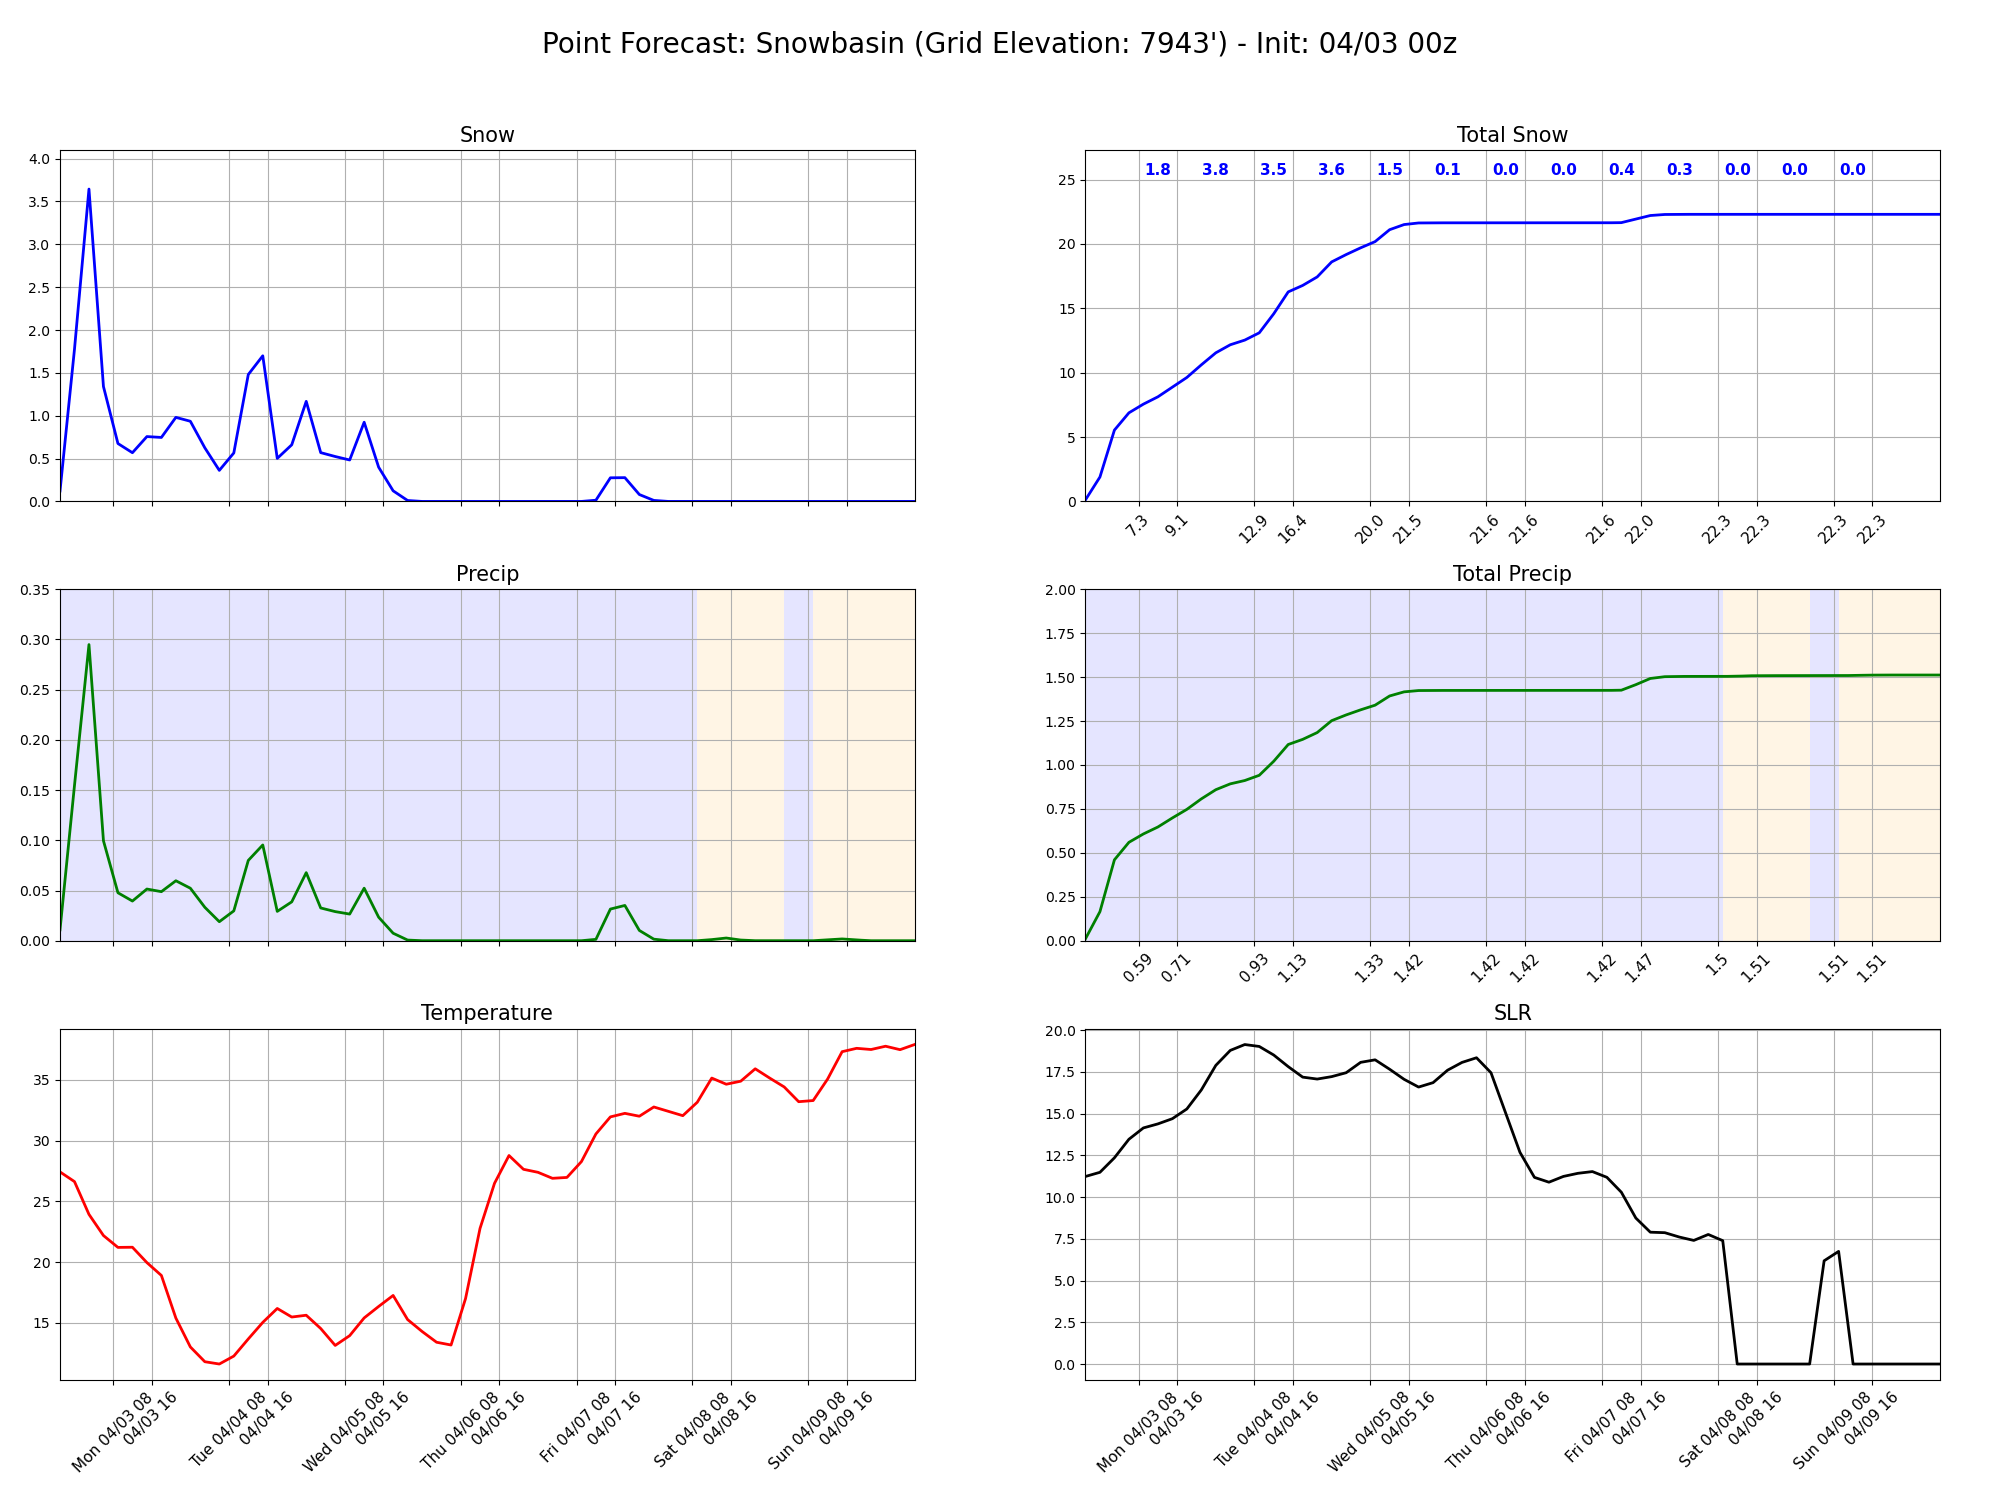 Point Forecast: Snowbasin (Grid Elevation: 7943') - Init: 04/03 00z
Snow
4.0
3.5
3.0
2.5
2.0
1.5
1.0
0.5
0.0
Total Snow
1.8 3.8 3.5 3.6 1.5 0.1 0.0 0.0 0.4 0.3 0.0 0.0 0.0
25
20
15
10
5
0
7.3 9.1 12.9 16.4 20.0 21.5 21.6 21.6 21.6 22.0 22.3 22.3 22.3 22.3
Precip
0.35
0.30
0.25
0.20
0.15
0.10
0.05
0.00
Total Precip
2.00
1.75
1.50
1.25
1.00
0.75
0.50
0.25
0.00
0.59 0.71 0.93 1.13 1.33 1.42 1.42 1.42 1.42 1.47 1.5 1.51 1.51 1.51
Temperature
35
30
25
20
15
Mon 04/03 08
04/03 16
Tue 04/04 08
04/04 16
Wed 04/05 08
04/05 16
Thu 04/06 08
04/06 16
Fri 04/07 08
04/07 16
Sat 04/08 08
04/08 16
Sun 04/09 08
04/09 16
SLR
20.0
17.5
15.0
12.5
10.0
7.5
5.0
2.5
0.0
Mon 04/03 08
04/03 16
Tue 04/04 08
04/04 16
Wed 04/05 08
04/05 16
Thu 04/06 08
04/06 16
Fri 04/07 08
04/07 16
Sat 04/08 08
04/08 16
Sun 04/09 08
04/09 16